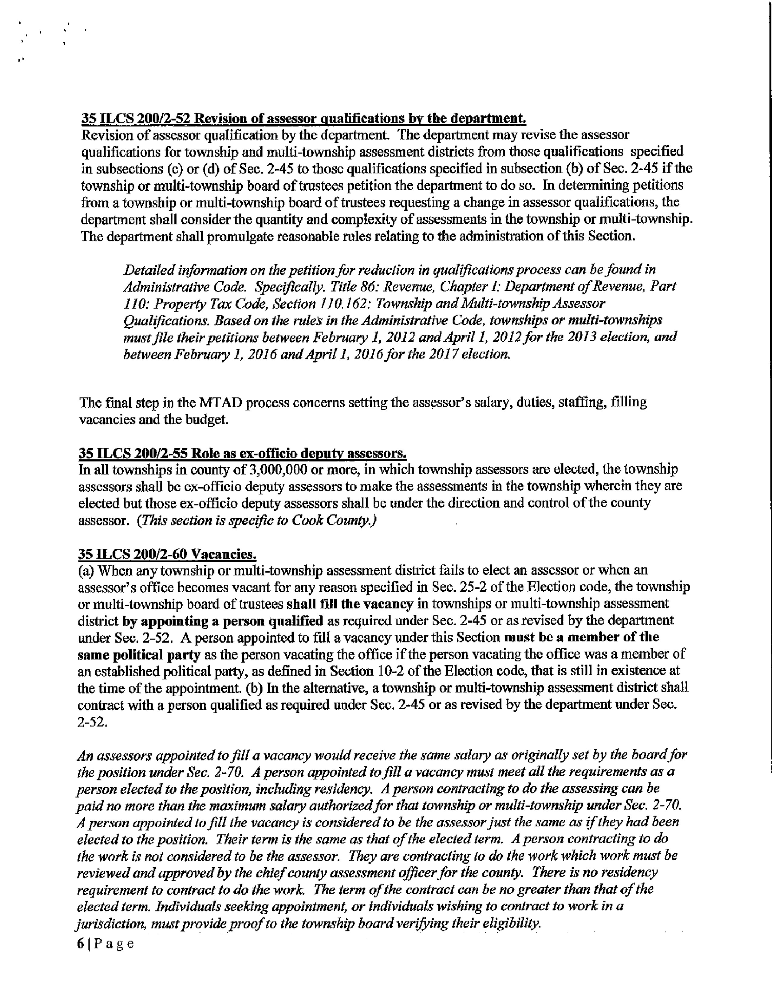 35 ILCS 200/2-52 Revision of assessor qualifications by the department.
Revision of assessor qualification by the department. The department may revise the assessor
qualifications for township and multi-township assessment districts from those qualifications specified
in subsections (c) or (d) of Sec. 2-45 to those qualifications specified in subsection (b) of Sec. 2-45 if the
township or multi-township board of trustees petition the department to do so. In determining petitions
from a township or multi-township board of trustees requesting a change in assessor qualifications, the
department shall consider the quantity and complexity of assessments in the township or multi-township.
The department shall promulgate reasonable rules relating to the administration of this Section.
Detailed information on the petition for reduction in qualifications process can be found in
Administrative Code. Specifically. Title 86: Revenue, Chapter I: Department of Revenue, Part
110: Property Tax Code, Section 110.162: Township and Multi-township Assessor
Qualifications. Based on the rules in the Administrative Code, townships or multi-townships
must file their petitions between February 1, 2012 and April 1, 2012 for the 2013 election, and
between February 1, 2016 and April 1, 2016 for the 2017 election.
The final step in the MTAD process concerns setting the assessor's salary, duties, staffing, filling
vacancies and the budget.
35 ILCS 200/2-55 Role as ex-officio deputy assessors.
In all townships in county of 3,000,000 or more, in which township assessors are elected, the township
assessors shall be ex-officio deputy assessors to make the assessments in the township wherein they are
elected but those ex-officio deputy assessors shall be under the direction and control of the county
assessor. (This section is specific to Cook County.)
35 ILCS 200/2-60 Vacancies.
(a) When any township or multi-township assessment district fails to elect an assessor or when an
assessor's office becomes vacant for any reason specified in Sec. 25-2 of the Election code, the township
or multi-township board of trustees shall fill the vacancy in townships or multi-township assessment
district by appointing a person qualified as required under Sec. 2-45 or as revised by the department
under Sec. 2-52. A person appointed to fill a vacancy under this Section must be a member of the
same political party as the person vacating the office if the person vacating the office was a member of
an established political party, as defined in Section 10-2 of the Election code, that is still in existence at
the time of the appointment. (b) In the alternative, a township or multi-township assessment district shall
contract with a person qualified as required under Sec. 2-45 or as revised by the department under Sec.
2-52.
An assessors appointed to fill a vacancy would receive the same salary as originally set by the board for
the position under Sec. 2-70. A person appointed to fill a vacancy must meet all the requirements as a
person elected to the position, including residency. A person contracting to do the assessing can be
paid no more than the maximum salary authorized for that township or multi-township under Sec. 2-70.
A person appointed to fill the vacancy is considered to be the assessor just the same as if they had been
elected to the position. Their term is the same as that of the elected term. A person contracting to do
the work is not considered to be the assessor. They are contracting to do the work which work must be
reviewed and approved by the chief county assessment officer for the county. There is no residency
requirement to contract to do the work. The term of the contract can be no greater than that of the
elected term. Individuals seeking appointment, or individuals wishing to contract to work in a
jurisdiction, must provide proof to the township board verifying their eligibility.
6|Page